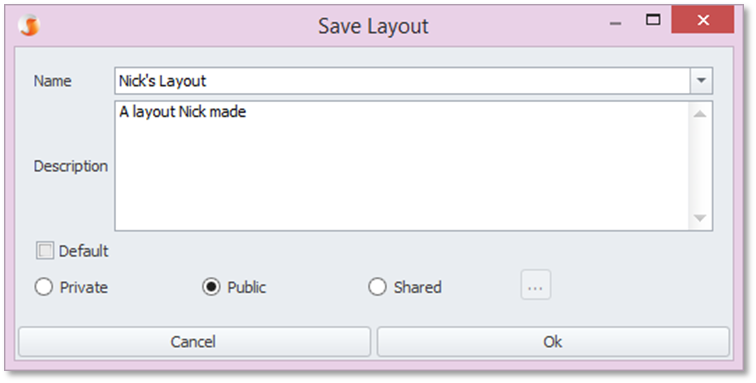 Save Layout
Name Nick's Layout
A layout Nick made
Description
Default
Private Public Shared ...
Cancel Ok